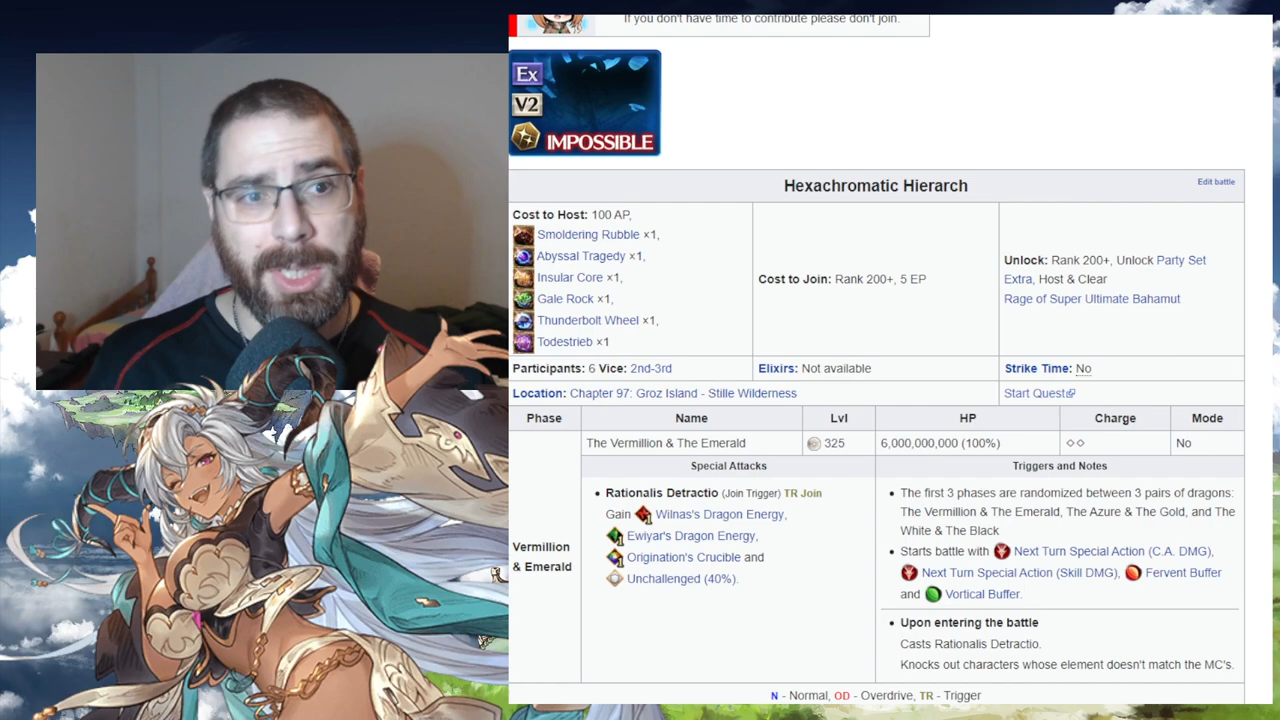 If you don't have time to contribute please don't join.
Ex
V2
IMPOSSIBLE
Hexachromatic Hierarch
Edit battle
Cost to Host: 100 AP,
Smoldering Rubble ×1,
Abyssal Tragedy ×1,
Insular Core ×1,
Gale Rock ×1,
Thunderbolt Wheel ×1,
Todestrieb ×1
Cost to Join: Rank 200+, 5 EP
Unlock: Rank 200+, Unlock Party Set
Extra, Host & Clear
Rage of Super Ultimate Bahamut
Participants: 6 Vice: 2nd-3rd
Elixirs: Not available
Strike Time: No
Location: Chapter 97: Groz Island - Stille Wilderness
Start Quest
Phase Name Lvl HP Charge Mode
The Vermillion & The Emerald 325 6,000,000,000 (100%) ◇◇ No
Special Attacks
Triggers and Notes
Vermillion
& Emerald
• Rationalis Detractio (Join Trigger) TR Join
Gain Wilnas's Dragon Energy,
Ewiyar's Dragon Energy,
Origination's Crucible and
Unchallenged (40%).
• The first 3 phases are randomized between 3 pairs of dragons:
The Vermillion & The Emerald, The Azure & The Gold, and The
White & The Black
• Starts battle with Next Turn Special Action (C.A. DMG),
Next Turn Special Action (Skill DMG), Fervent Buffer
and Vortical Buffer.
• Upon entering the battle
Casts Rationalis Detractio.
Knocks out characters whose element doesn't match the MC's.
N - Normal, OD - Overdrive, TR - Trigger